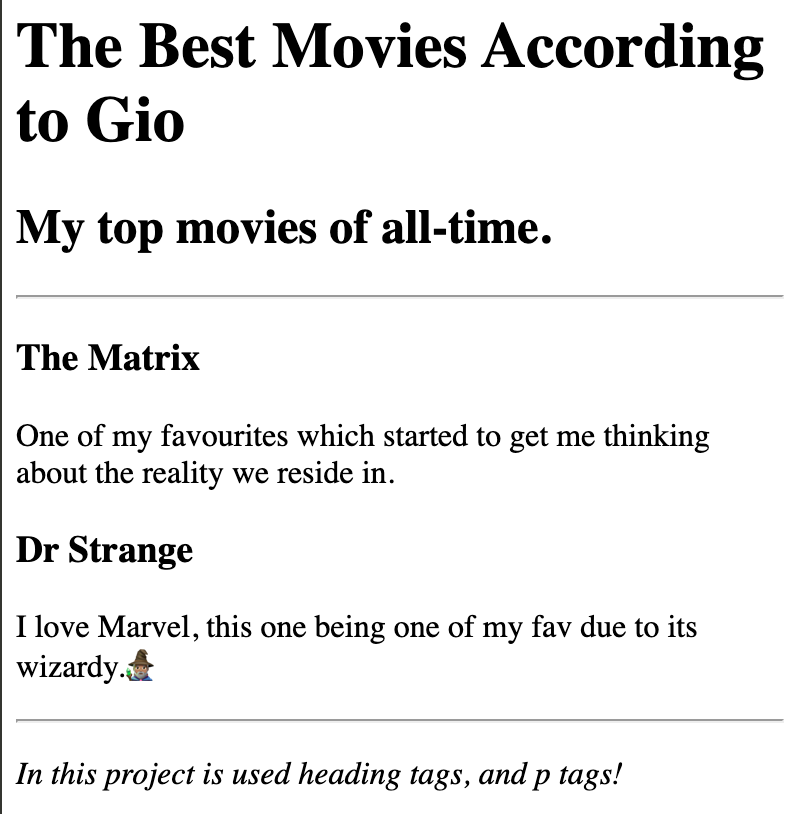 The Best Movies According
to Gio
My top movies of all-time.
The Matrix
One of my favourites which started to get me thinking
about the reality we reside in.
Dr Strange
I love Marvel, this one being one of my fav due to its
wizardy.🧙🏽‍♂️
In this project is used heading tags, and p tags!